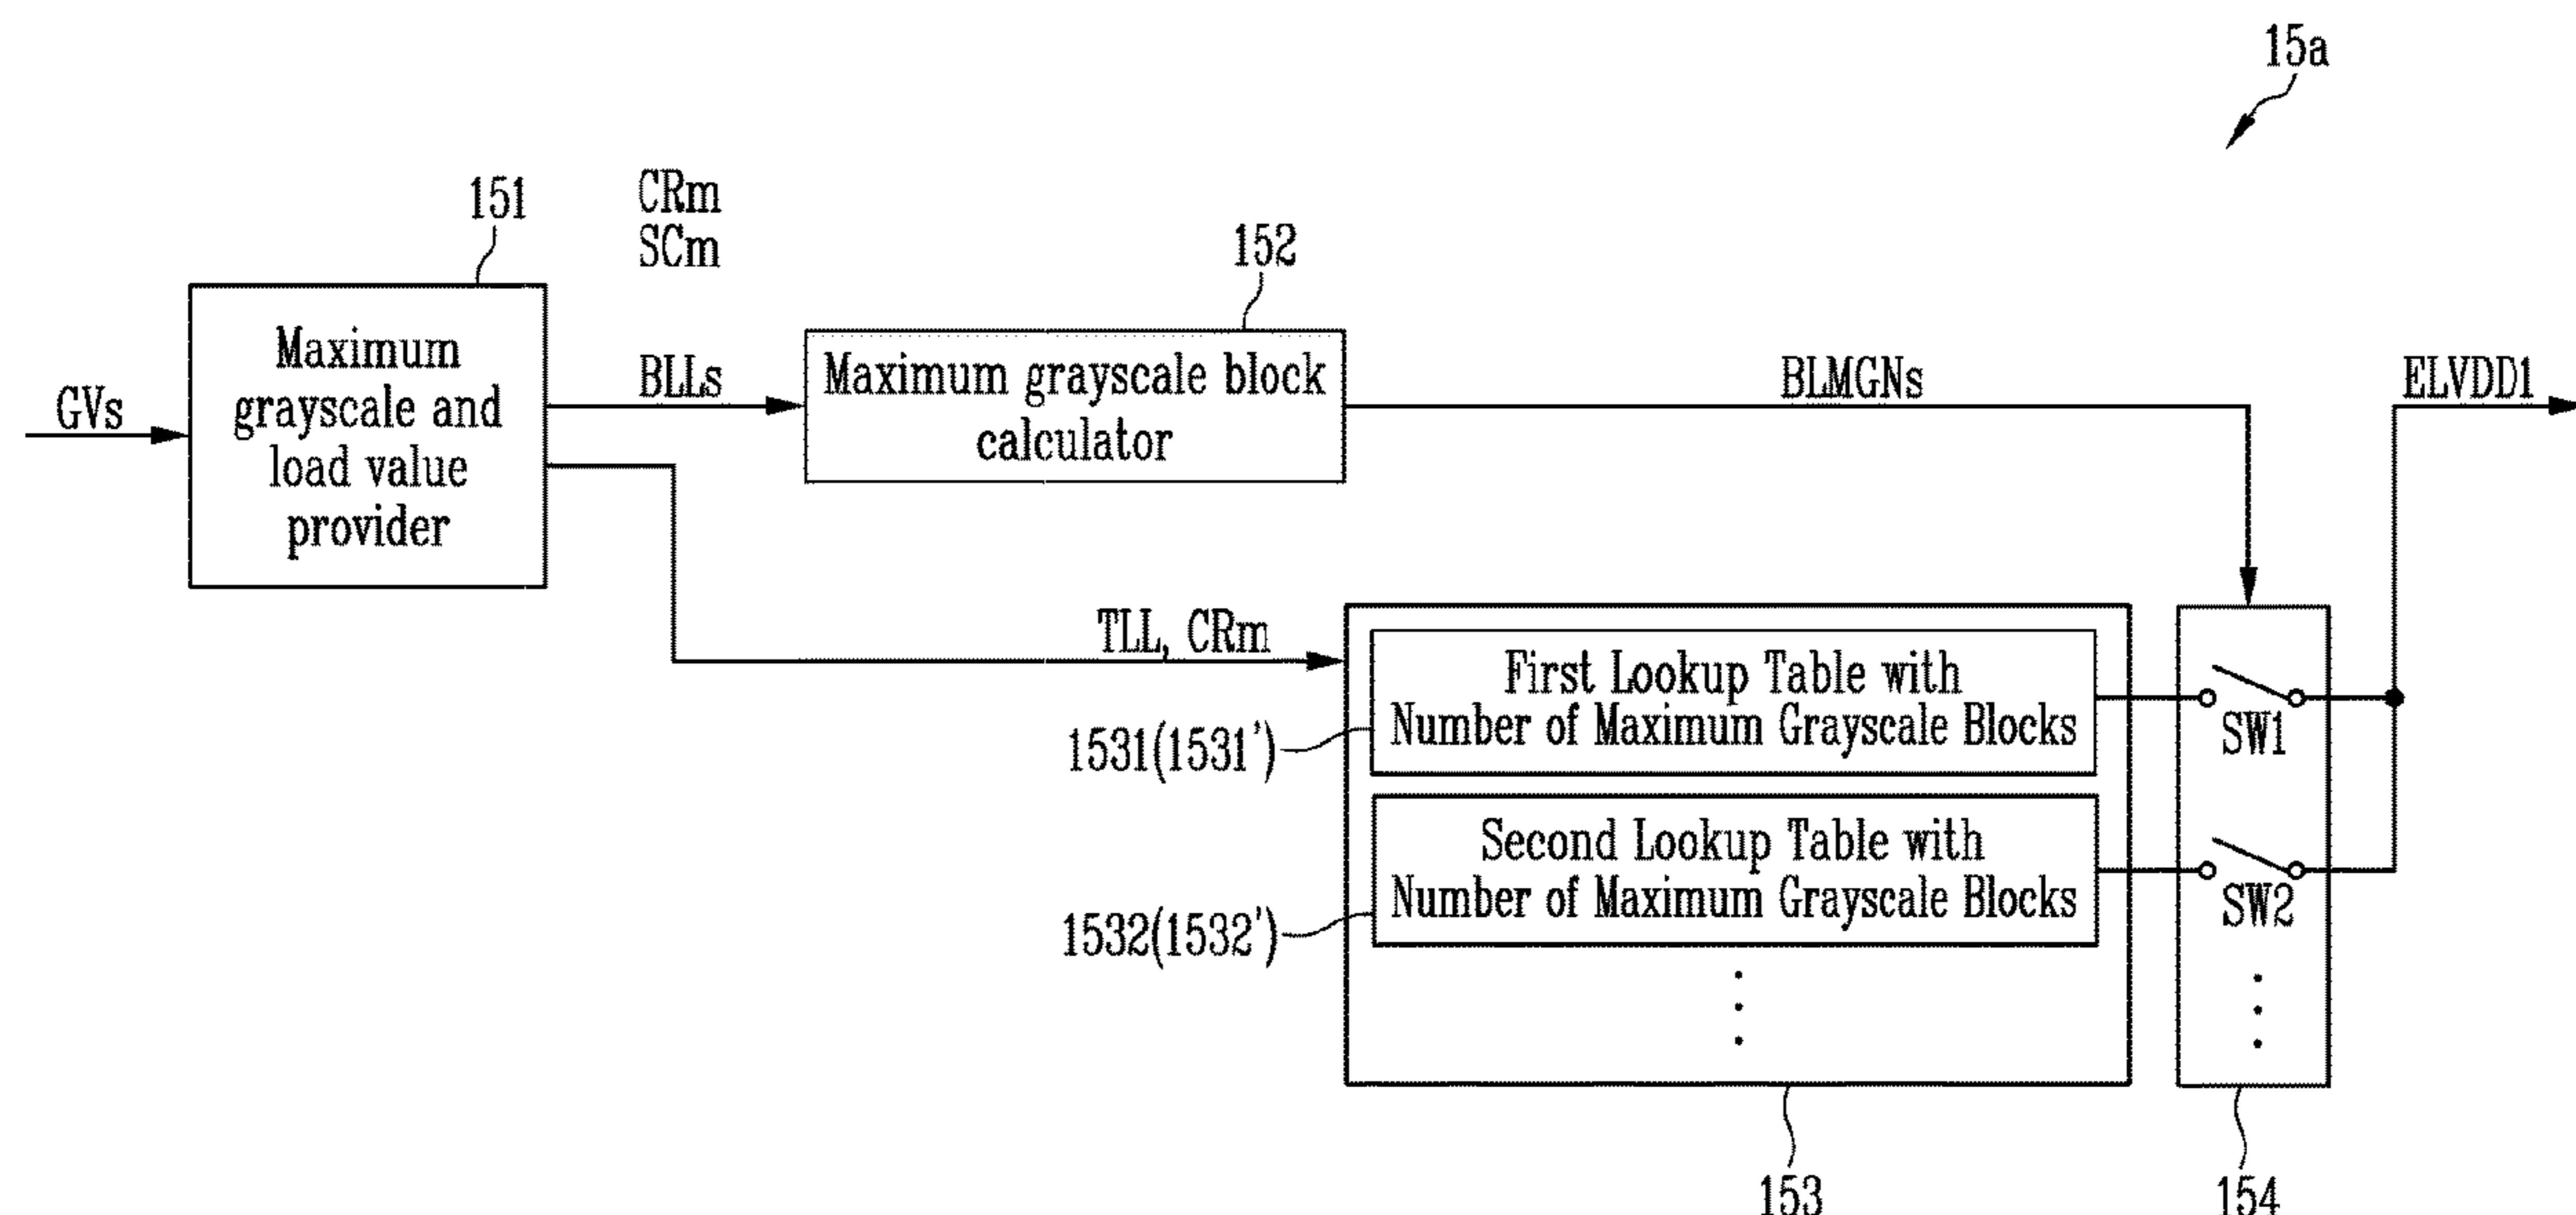 15a
151
CRm
SCm
152
Maximum
grayscale and
load value
provider
GVs
BLLs
Maximum grayscale block
calculator
BLMGNs
ELVDD1
TLL, CRm
First Lookup Table with
Number of Maximum Grayscale Blocks
1531(1531')
SW1
Second Lookup Table with
Number of Maximum Grayscale Blocks
1532(1532')
SW2
153
154